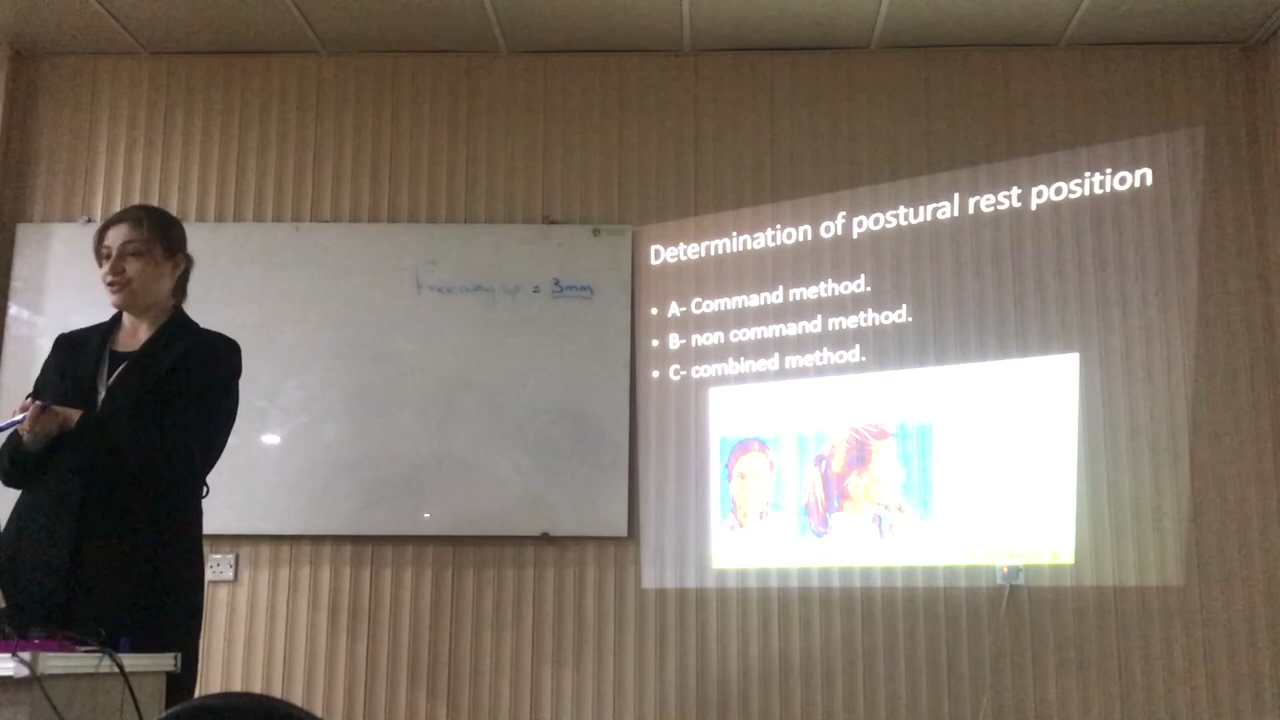 = 3mm
Determination of postural rest position
• A- Command method.
• B- non command method.
• C- combined method.